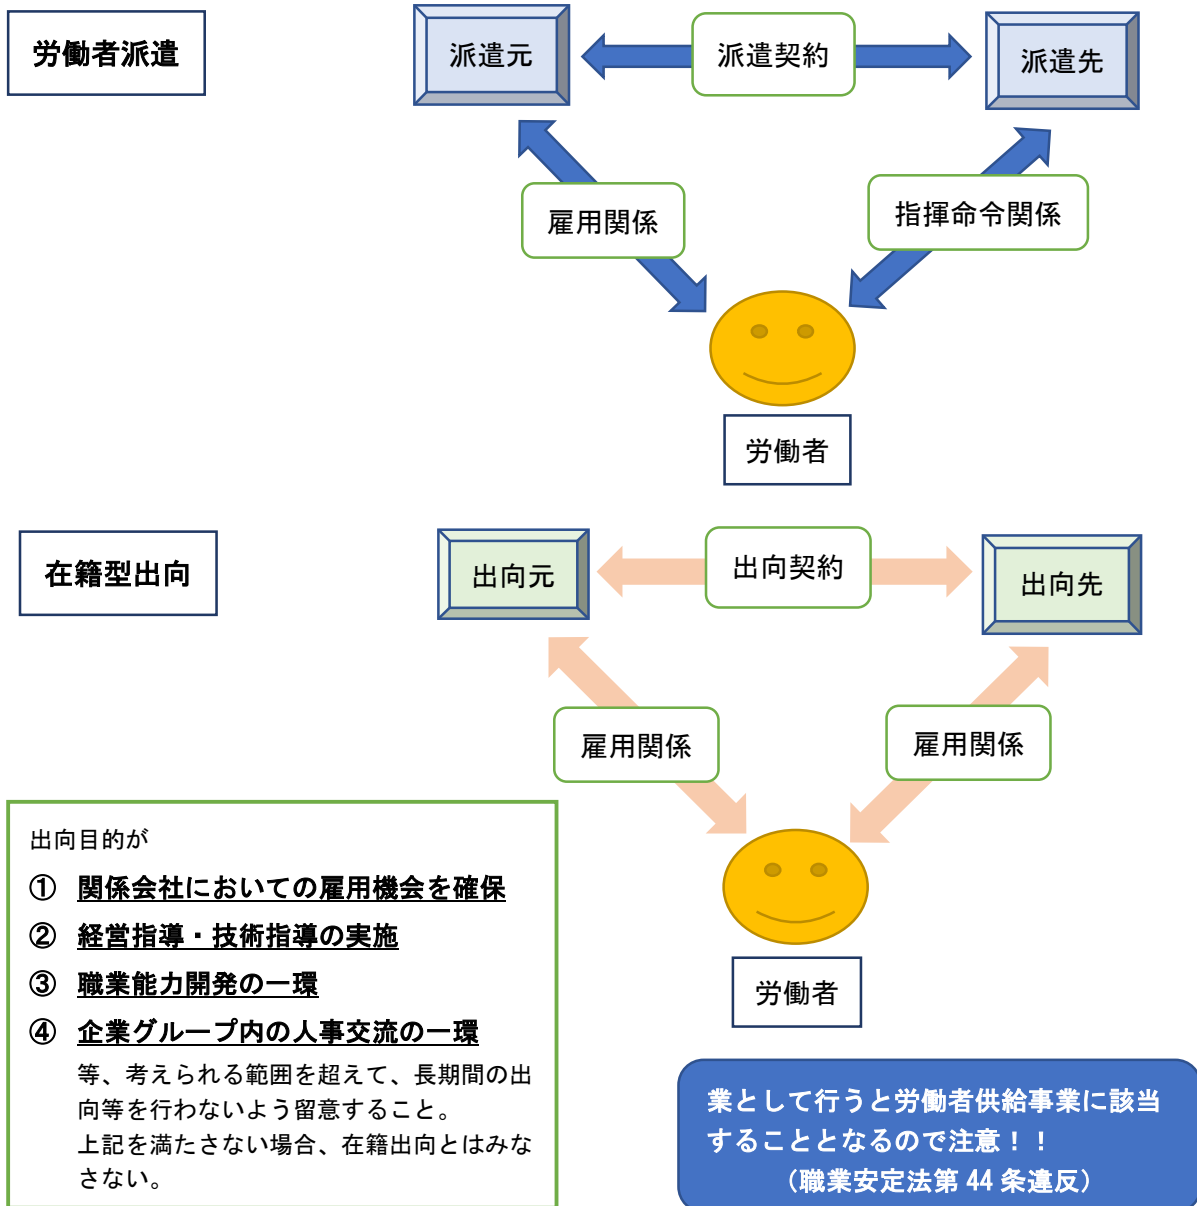 労働者派遣
派遣元
派遣契約
派遣先
雇用関係
指揮命令関係
労働者
在籍型出向
出向元
出向契約
出向先
雇用関係
雇用関係
労働者
出向目的が
① 関係会社においての雇用機会を確保
② 経営指導・技術指導の実施
③ 職業能力開発の一環
④ 企業グループ内の人事交流の一環
等、考えられる範囲を超えて、長期間の出
向等を行わないよう留意すること。
上記を満たさない場合、在籍出向とはみな
さない。
業として行うと労働者供給事業に該当
することとなるので注意！！
（職業安定法第 44 条違反）